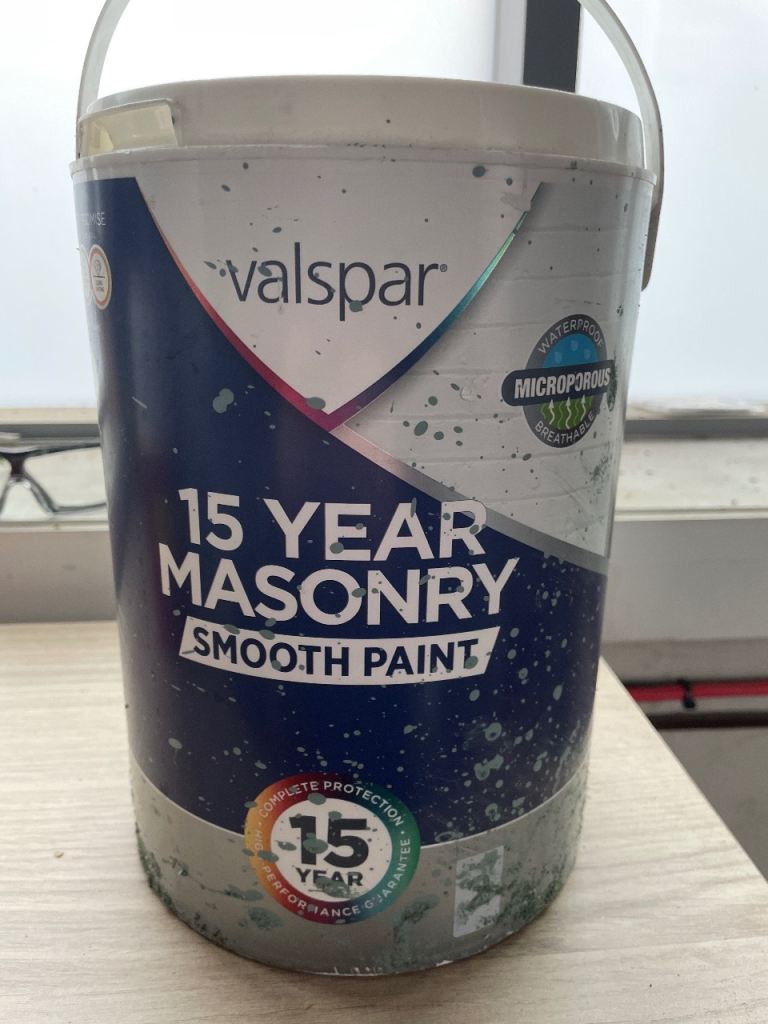 valspar®
WATERPROOF
MICROPOROUS
BREATHABLE
15 YEAR
MASONRY
SMOOTH PAINT
COMPLETE PROTECTION
15
YEAR
PERFORMANCE GUARANTEE